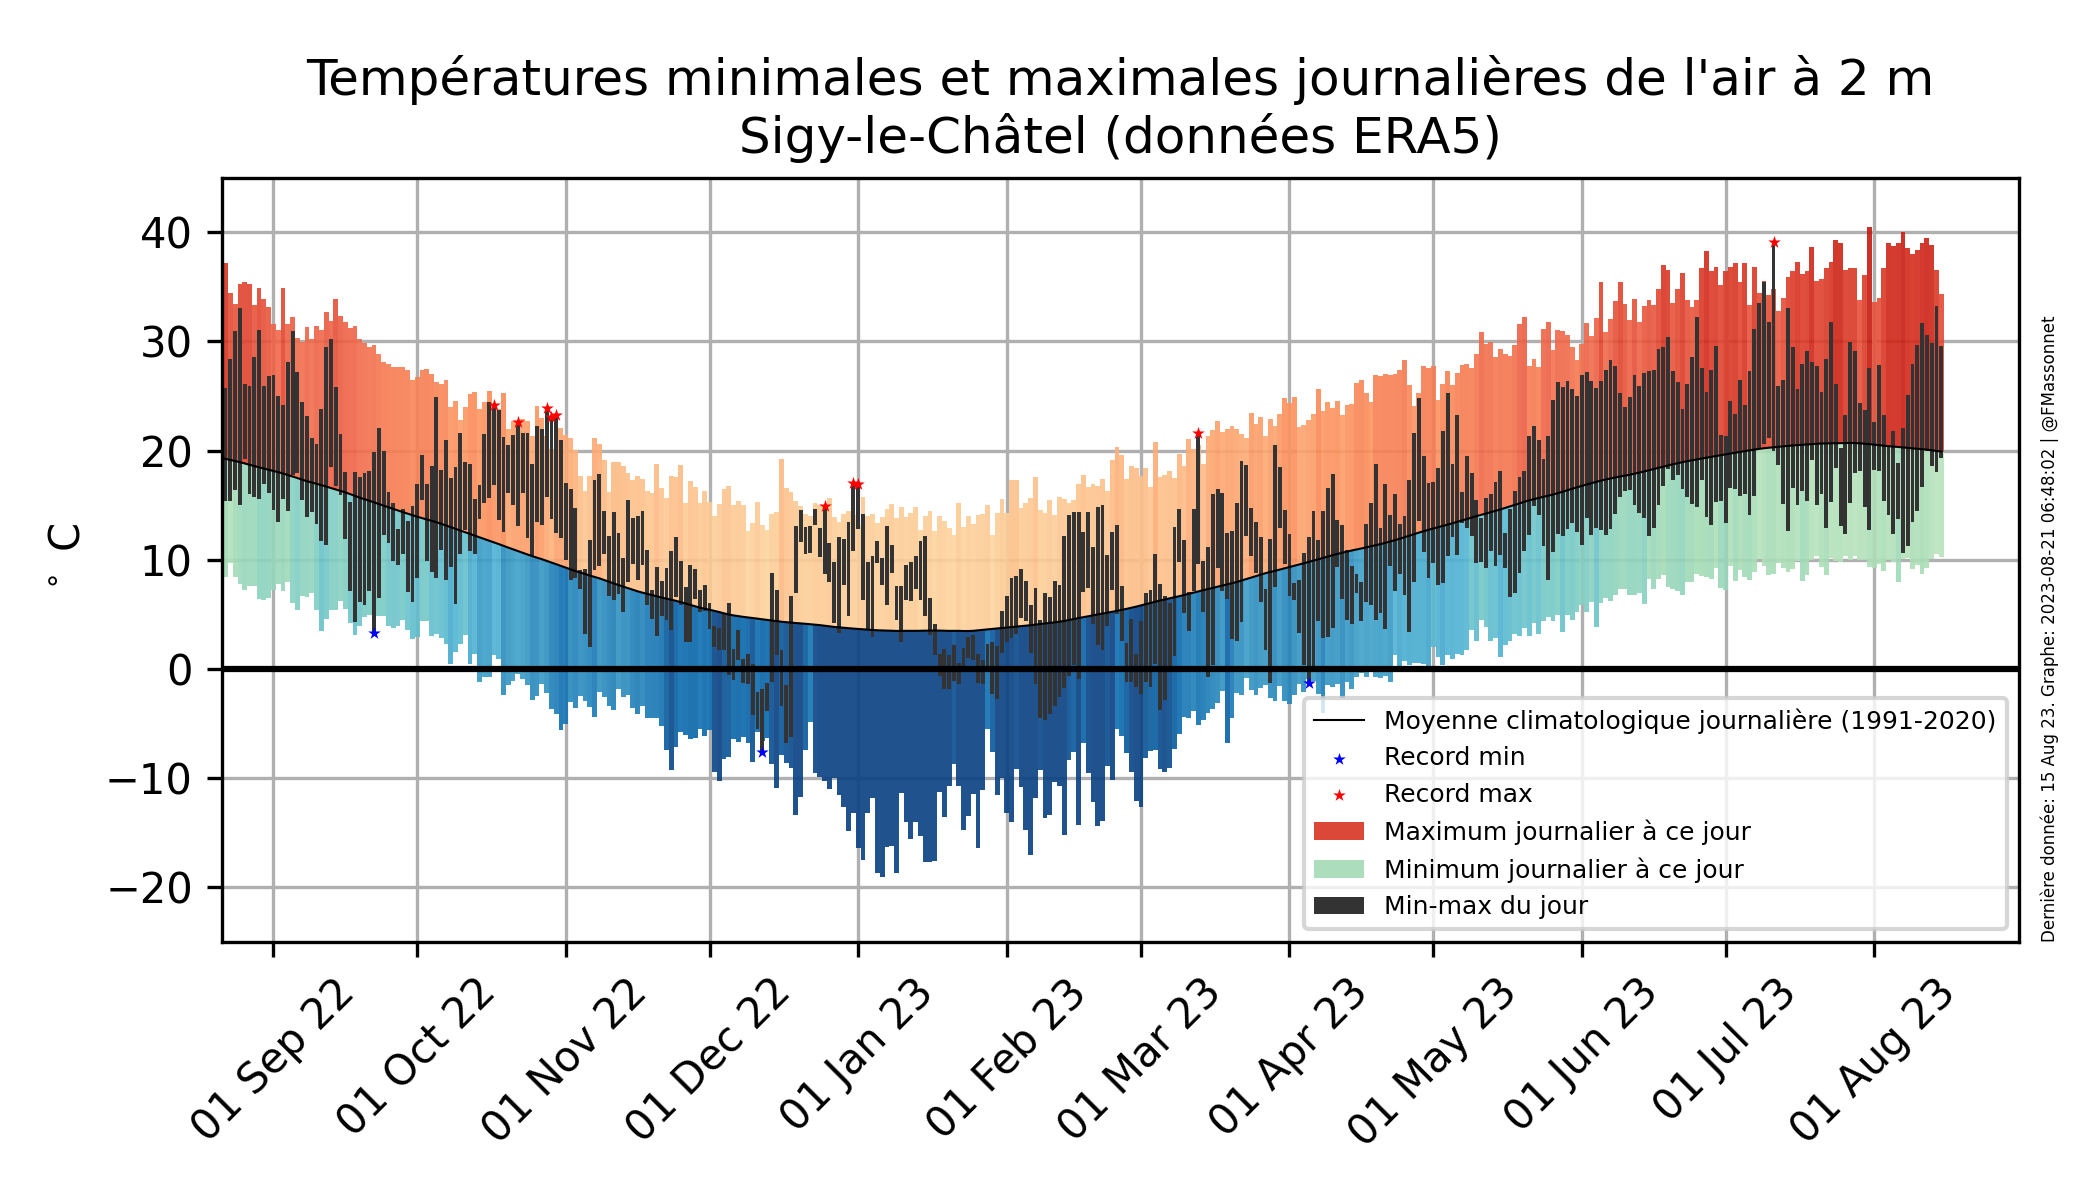 Températures minimales et maximales journalières de l'air à 2 m
Sigy-le-Châtel (données ERA5)
° C
40
30
20
10
0
−10
−20
01 Sep 22
01 Oct 22
01 Nov 22
01 Dec 22
01 Jan 23
01 Feb 23
01 Mar 23
01 Apr 23
01 May 23
01 Jun 23
01 Jul 23
01 Aug 23
Moyenne climatologique journalière (1991-2020)
Record min
Record max
Maximum journalier à ce jour
Minimum journalier à ce jour
Min-max du jour
Dernière donnée: 15 Aug 23. Graphe: 2023-08-21 06:48:02 | @FMassonnet